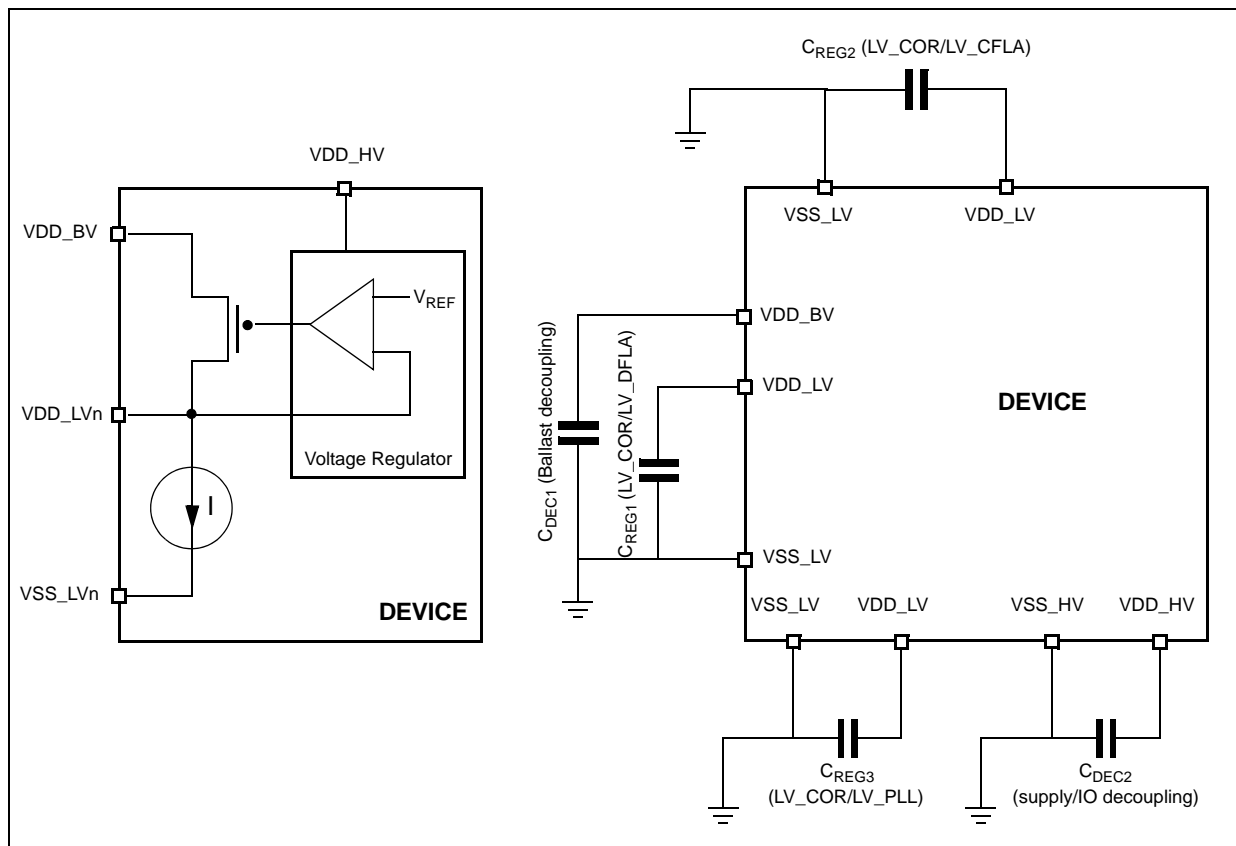 VDD_HV
VDD_BV
VREF
VDD_LVn
Voltage Regulator
I
VSS_LVn
DEVICE
CREG2 (LV_COR/LV_CFLA)
VSS_LV
VDD_LV
VDD_BV
VDD_LV
DEVICE
CDEC1 (Ballast decoupling)
CREG1 (LV_COR/LV_DFLA)
VSS_LV
VSS_LV
VDD_LV
VSS_HV
VDD_HV
CREG3
(LV_COR/LV_PLL)
CDEC2
(supply/IO decoupling)